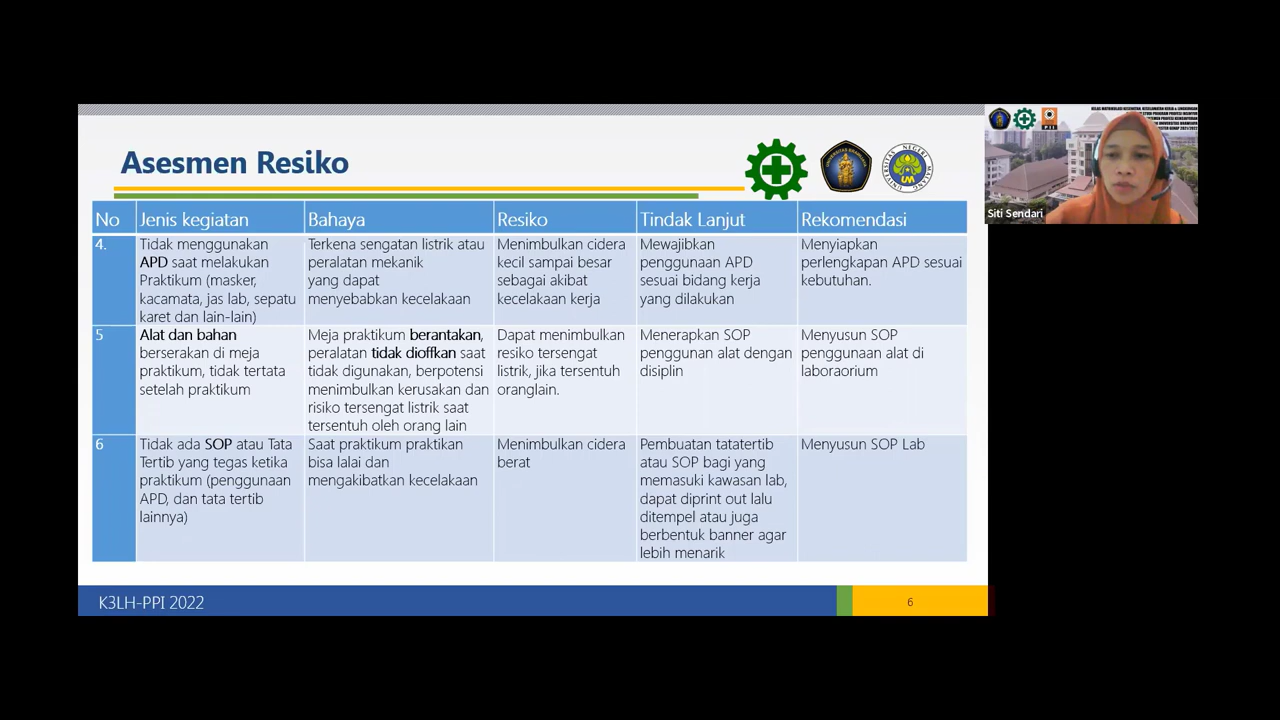 Asesmen Resiko
No Jenis kegiatan Bahaya Resiko Tindak Lanjut Rekomendasi
4.
Tidak menggunakan
APD saat melakukan
Praktikum (masker,
kacamata, jas lab, sepatu
karet dan lain-lain)
Terkena sengatan listrik atau
peralatan mekanik
yang dapat
menyebabkan kecelakaan
Menimbulkan cidera
kecil sampai besar
sebagai akibat
kecelakaan kerja
Mewajibkan
penggunaan APD
sesuai bidang kerja
yang dilakukan
Menyiapkan
perlengkapan APD sesuai
kebutuhan.
5
Alat dan bahan
berserakan di meja
praktikum, tidak tertata
setelah praktikum
Meja praktikum berantakan,
peralatan tidak dioffkan saat
tidak digunakan, berpotensi
menimbulkan kerusakan dan
risiko tersengat listrik saat
tersentuh oleh orang lain
Dapat menimbulkan
resiko tersengat
listrik, jika tersentuh
oranglain.
Menerapkan SOP
penggunan alat dengan
disiplin
Menyusun SOP
penggunaan alat di
laboraorium
6
Tidak ada SOP atau Tata
Tertib yang tegas ketika
praktikum (penggunaan
APD, dan tata tertib
lainnya)
Saat praktikum praktikan
bisa lalai dan
mengakibatkan kecelakaan
Menimbulkan cidera
berat
Pembuatan tatatertib
atau SOP bagi yang
memasuki kawasan lab,
dapat diprint out lalu
ditempel atau juga
berbentuk banner agar
lebih menarik
Menyusun SOP Lab
K3LH-PPI 2022
6
Siti Sendari